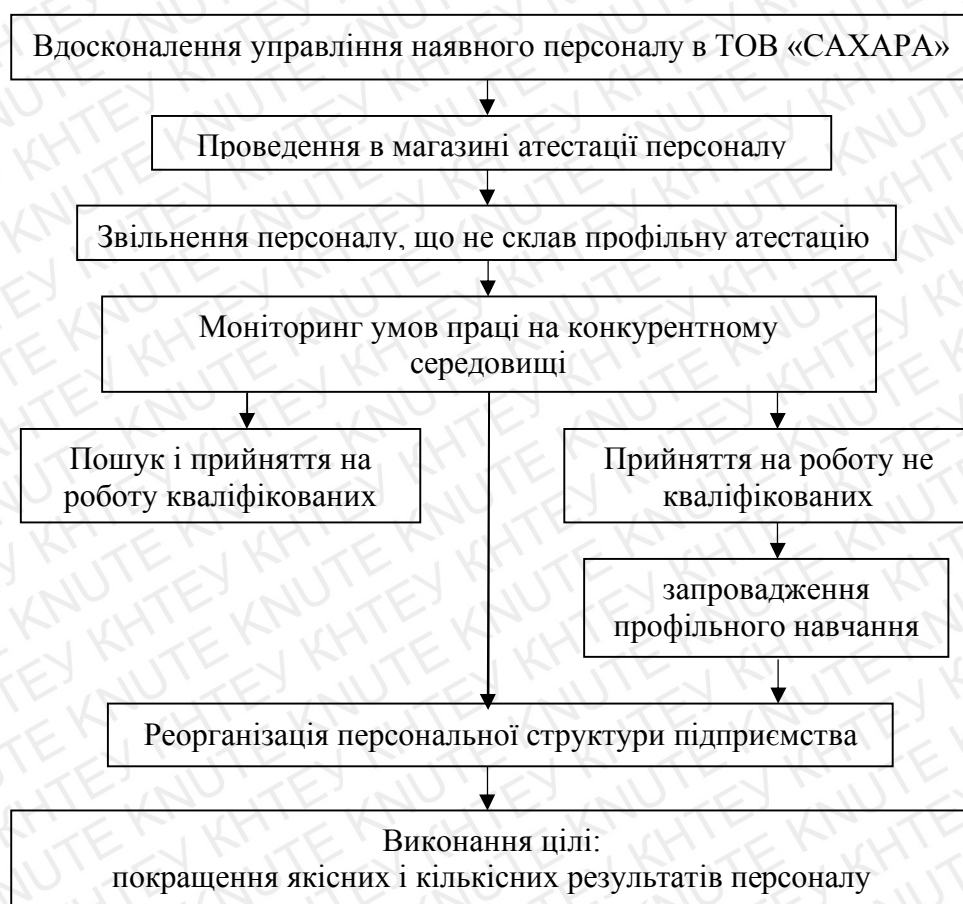 Вдосконалення управління наявного персоналу в ТОВ «САХАРА»
Проведення в магазині атестації персоналу
Звільнення персоналу, що не склав профільну атестацію
Моніторинг умов праці на конкурентному
середовищі
Пошук і прийняття на
роботу кваліфікованих
Прийняття на роботу не
кваліфікованих
запровадження
профільного навчання
Реорганізація персональної структури підприємства
Виконання цілі:
покращення якісних і кількісних результатів персоналу